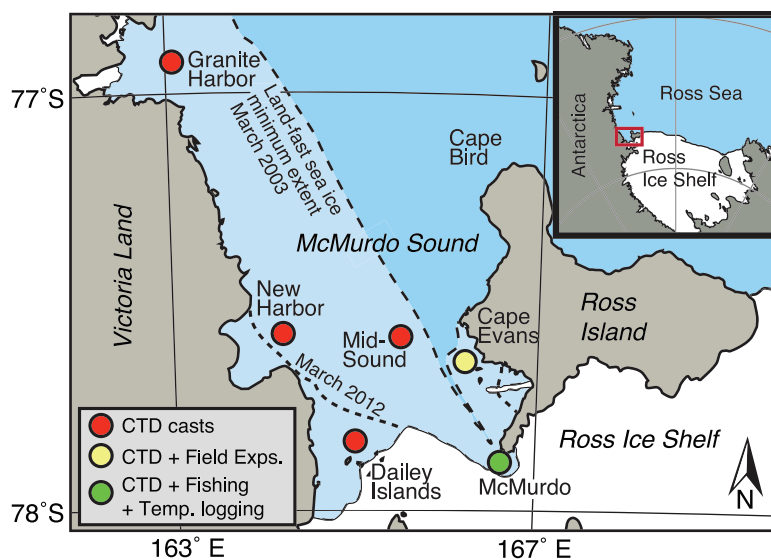 Granite
Harbor
77°S
Land-fast sea ice
minimum extent
March 2003
Cape
Bird
McMurdo Sound
Victoria Land
New
Harbor
Mid-
Sound
Cape
Evans
Ross
Island
March 2012
Dailey
Islands
McMurdo
Ross Ice Shelf
N
78°S
163° E
167° E
CTD casts
CTD + Field Exps.
CTD + Fishing
+ Temp. logging
Antarctica
Ross Sea
Ross
Ice Shelf